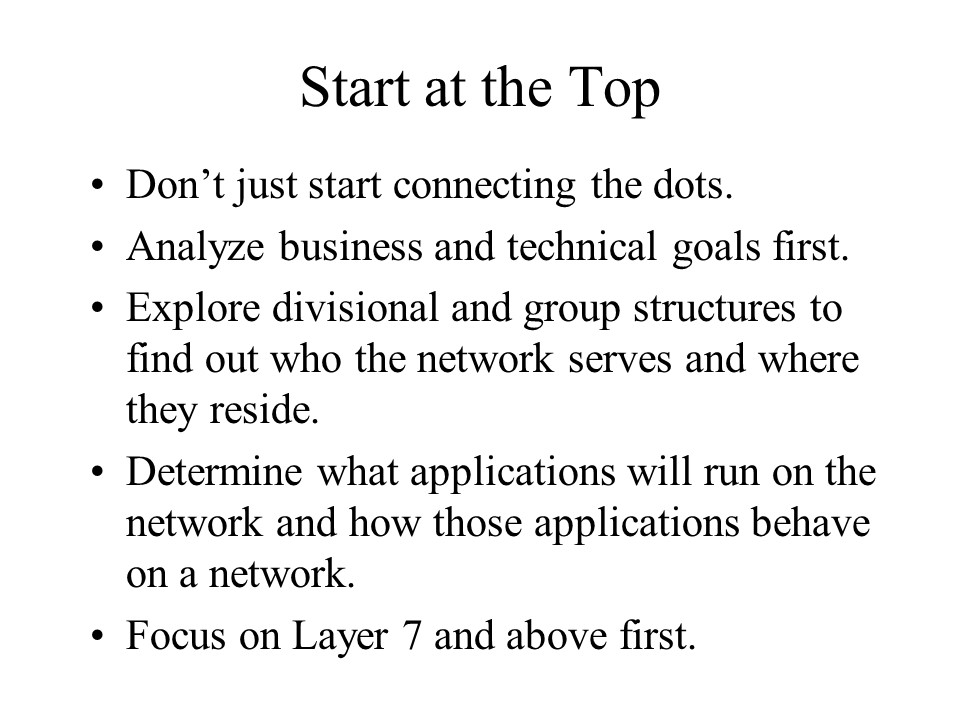 Start at the Top
• Don’t just start connecting the dots.
• Analyze business and technical goals first.
• Explore divisional and group structures to
find out who the network serves and where
they reside.
• Determine what applications will run on the
network and how those applications behave
on a network.
• Focus on Layer 7 and above first.